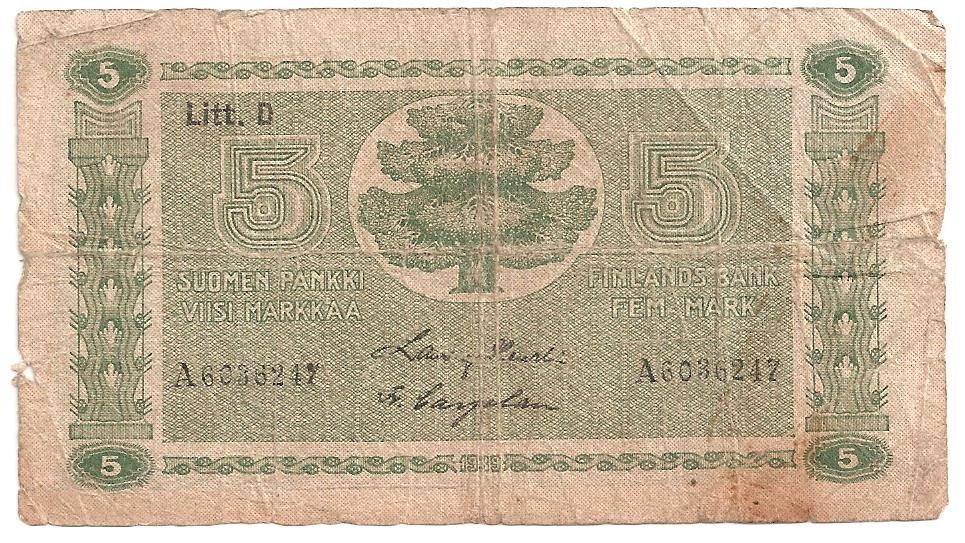 5 5
Litt. D
5 5
SUOMEN PANKKI FINLANDS BANK
VIISI MARKKAA FEM MARK
A6036247 A6036247
5 1939 5